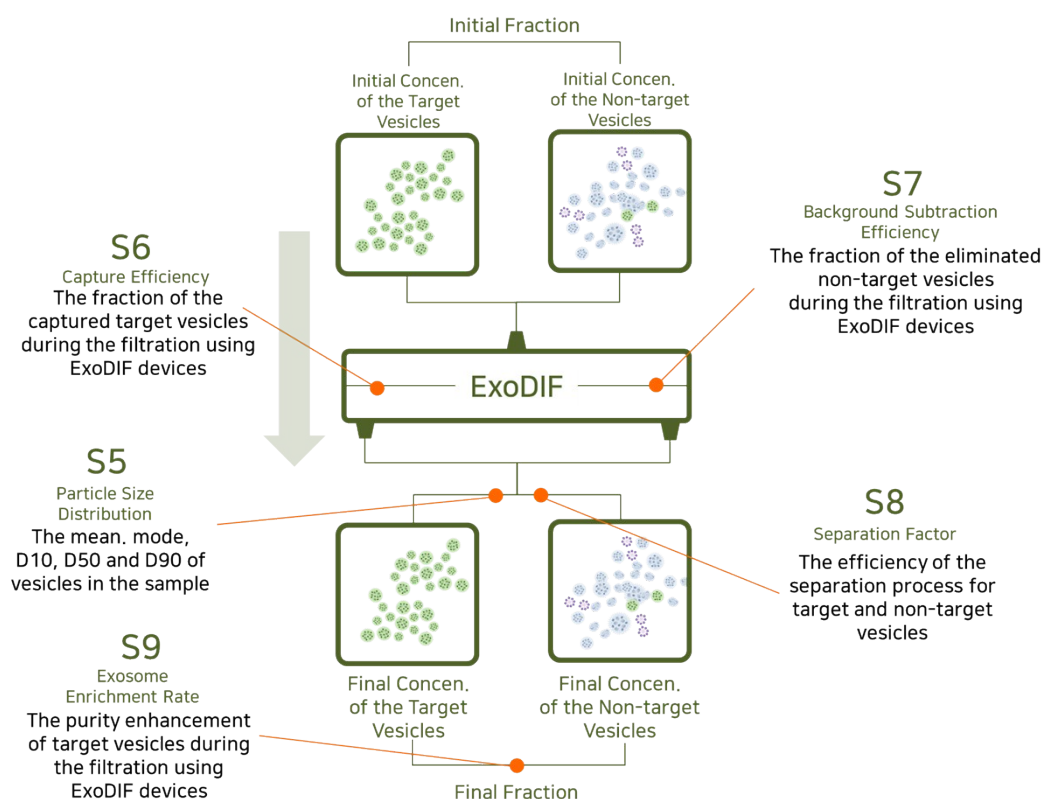 Initial Fraction
Initial Concen.
of the Target
Vesicles
Initial Concen.
of the Non-target
Vesicles
S7
Background Subtraction
Efficiency
The fraction of the eliminated
non-target vesicles
during the filtration using
ExoDIF devices
S6
Capture Efficiency
The fraction of the
captured target vesicles
during the filtration using
ExoDIF devices
ExoDIF
S5
Particle Size
Distribution
The mean. mode,
D10, D50 and D90 of
vesicles in the sample
S8
Separation Factor
The efficiency of the
separation process for
target and non-target
vesicles
S9
Exosome
Enrichment Rate
The purity enhancement
of target vesicles during
the filtration using
ExoDIF devices
Final Concen.
of the Target
Vesicles
Final Concen.
of the Non-target
Vesicles
Final Fraction